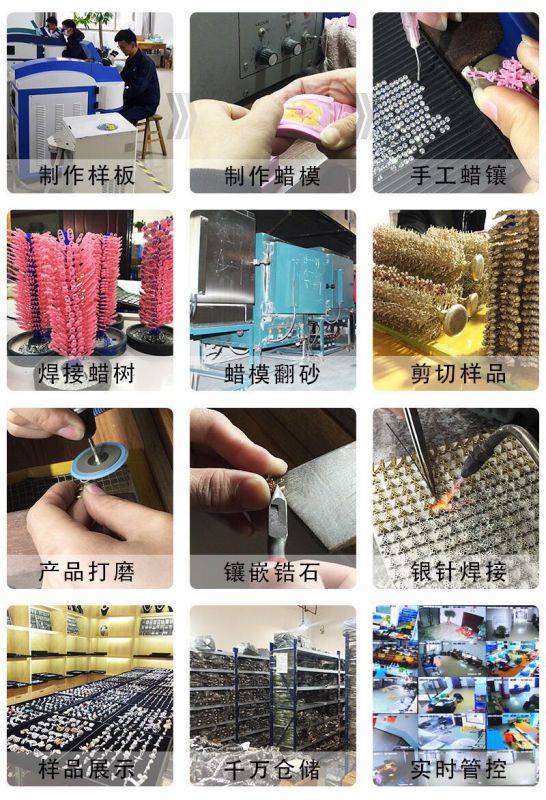 制作样板
制作蜡模
手工蜡镶
焊接蜡树
蜡模翻砂
剪切样品
产品打磨
镶嵌锆石
银针焊接
样品展示
千万仓储
实时管控